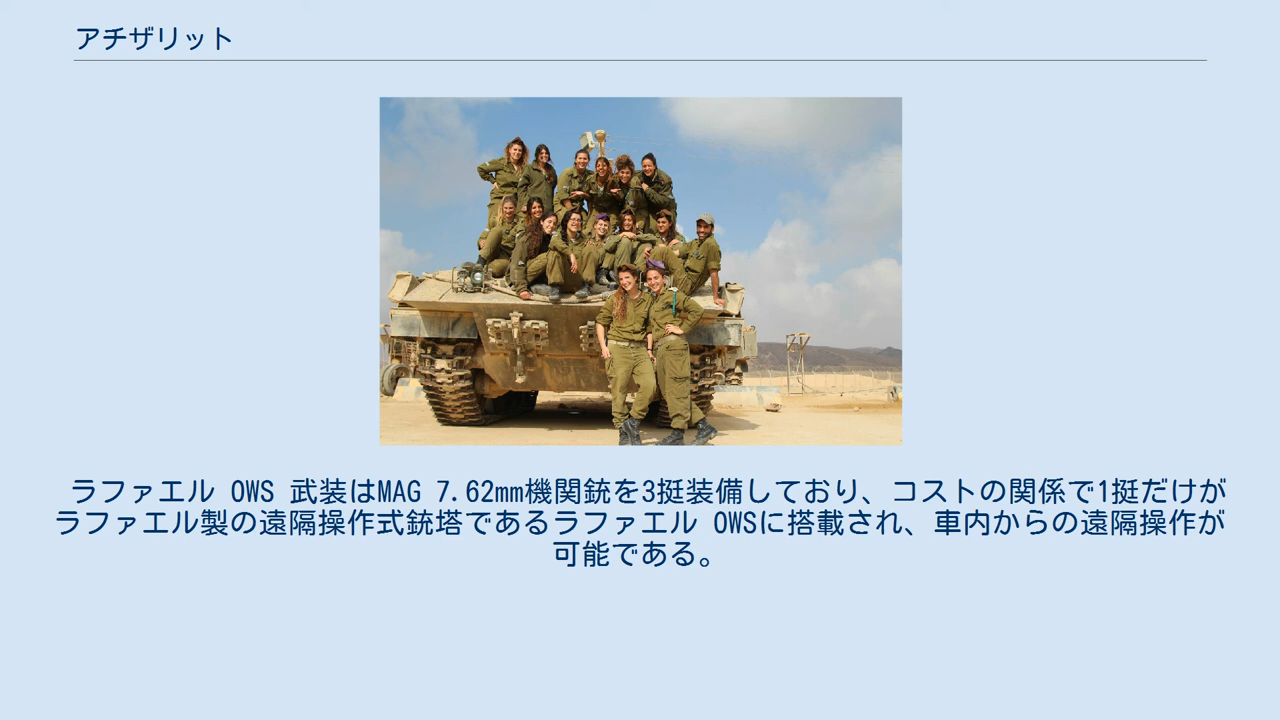 アチザリット
ラファエル OWS 武装はMAG 7.62mm機関銃を3挺装備しており、コストの関係で1挺だけが
ラファエル製の遠隔操作式銃塔であるラファエル OWSに搭載され、車内からの遠隔操作が
可能である。